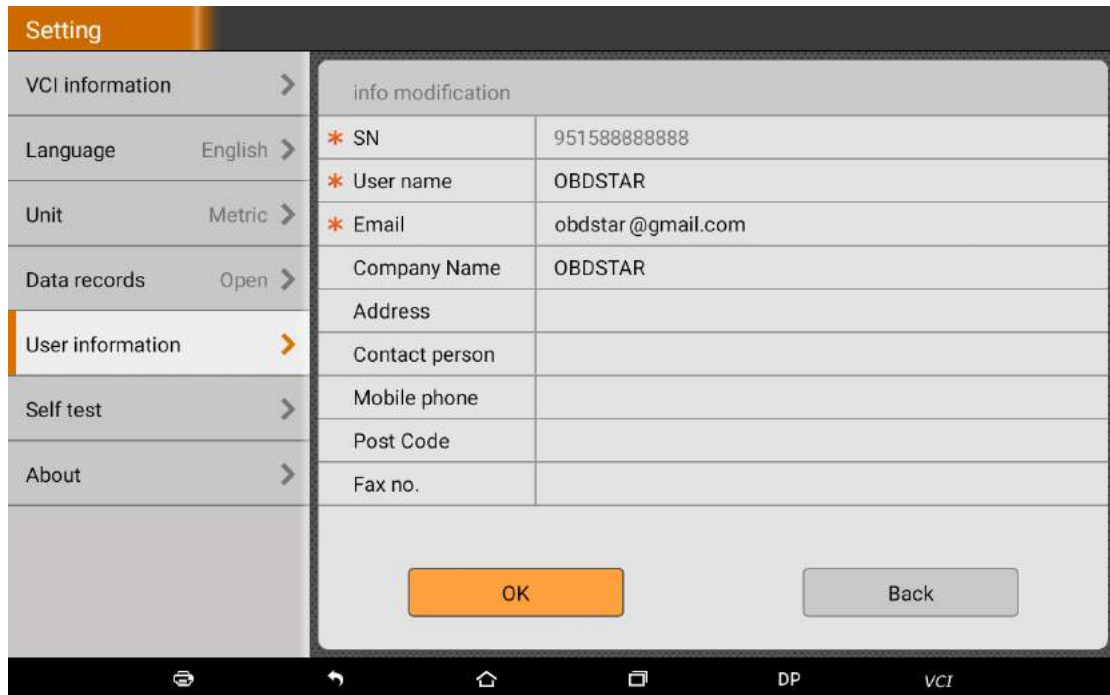 Setting
VCI information
Language English
Unit Metric
Data records Open
User information
Self test
About
info modification
* SN 951588888888
* User name OBDSTAR
* Email obdstar@gmail.com
Company Name OBDSTAR
Address
Contact person
Mobile phone
Post Code
Fax no.
OK Back
DP VCI